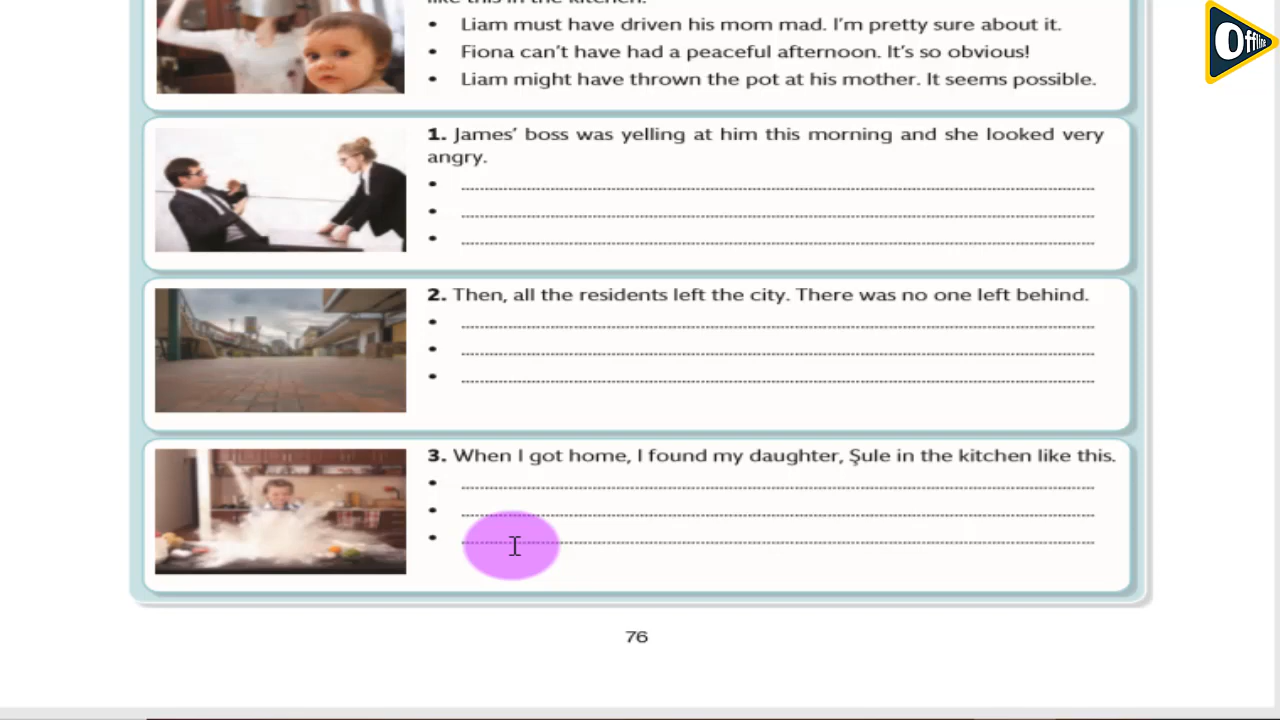 • Liam must have driven his mom mad. I'm pretty sure about it.
• Fiona can't have had a peaceful afternoon. It's so obvious!
• Liam might have thrown the pot at his mother. It seems possible.
1. James' boss was yelling at him this morning and she looked very
angry.
2. Then, all the residents left the city. There was no one left behind.
3. When I got home, I found my daughter, Şule in the kitchen like this.
76
Offline